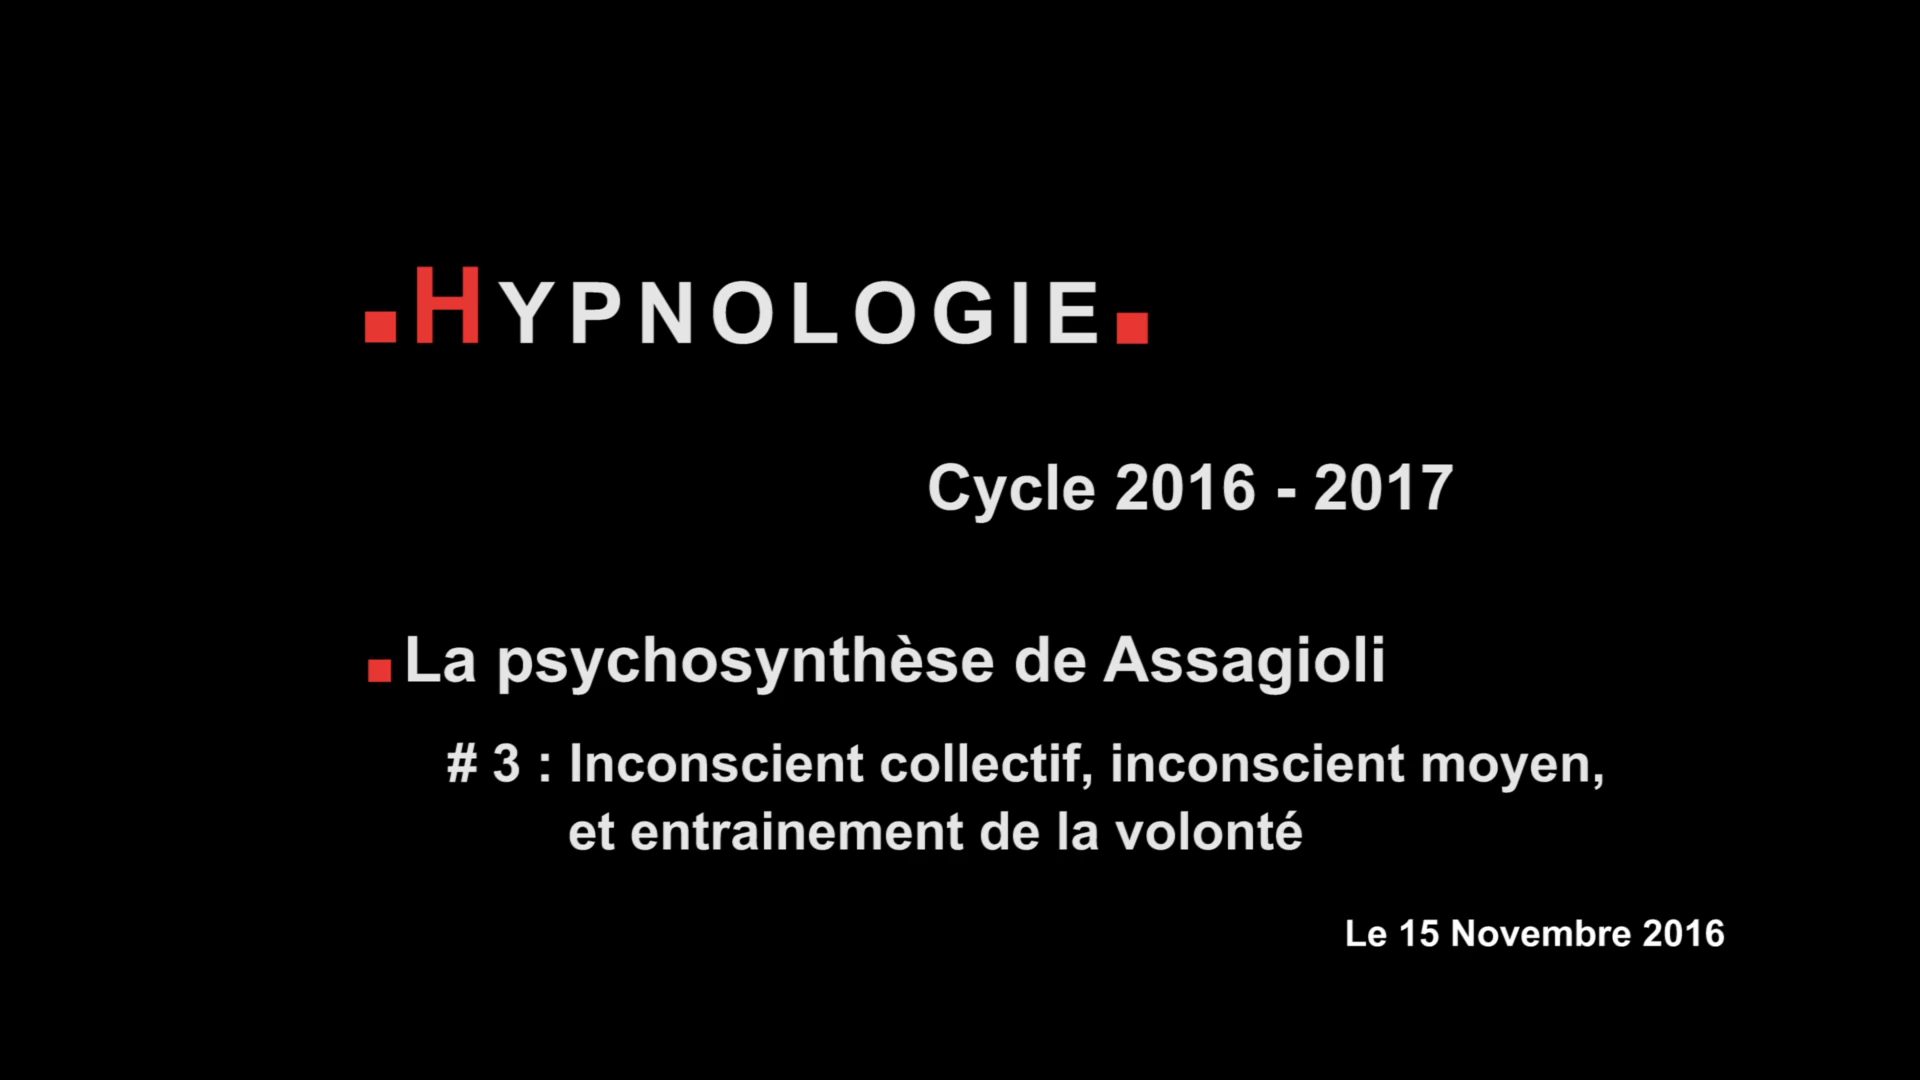 HYPNOLOGIE
Cycle 2016 - 2017
La psychosynthèse de Assagioli
# 3 : Inconscient collectif, inconscient moyen,
et entrainement de la volonté
Le 15 Novembre 2016